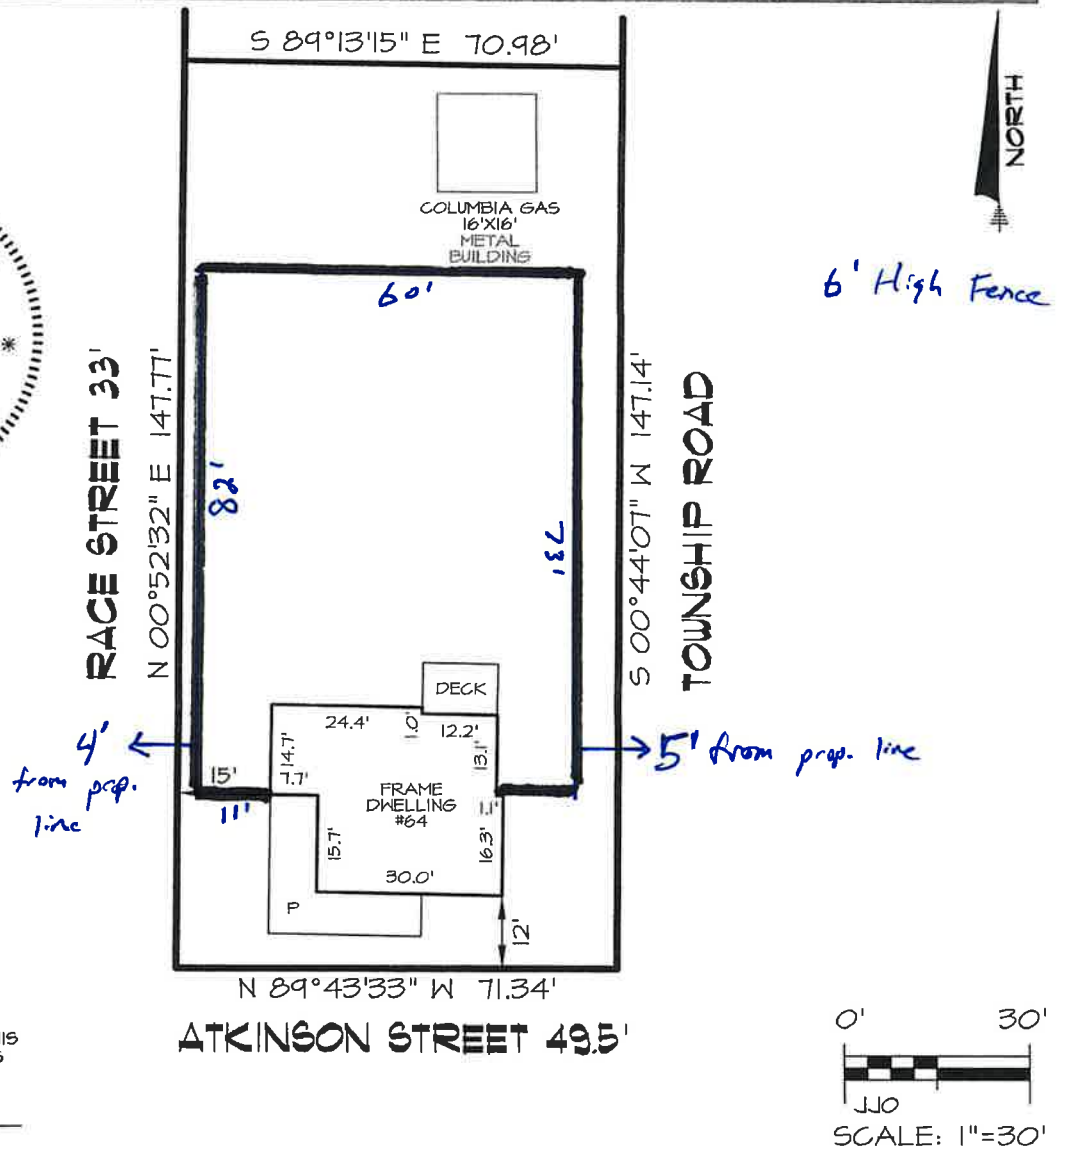 S 89°13'15" E 70.98'
NORTH
COLUMBIA GAS
16'X16'
METAL
BUILDING
60'
6' High Fence
RACE STREET 33'
N 00°52'32" E 147.77'
82'
73'
S 00°44'07" W 147.14'
TOWNSHIP ROAD
DECK
24.4'
1.0'
12.2'
14.7'
13.1'
4'
from prop.
line
5' from prop. line
15'
7.7'
11'
FRAME
DWELLING
#64
1.1'
15.7'
16.3'
30.0'
P
12'
N 89°43'33" W 71.34'
ATKINSON STREET 49.5'
0' 30'
JJO
SCALE: 1"=30'